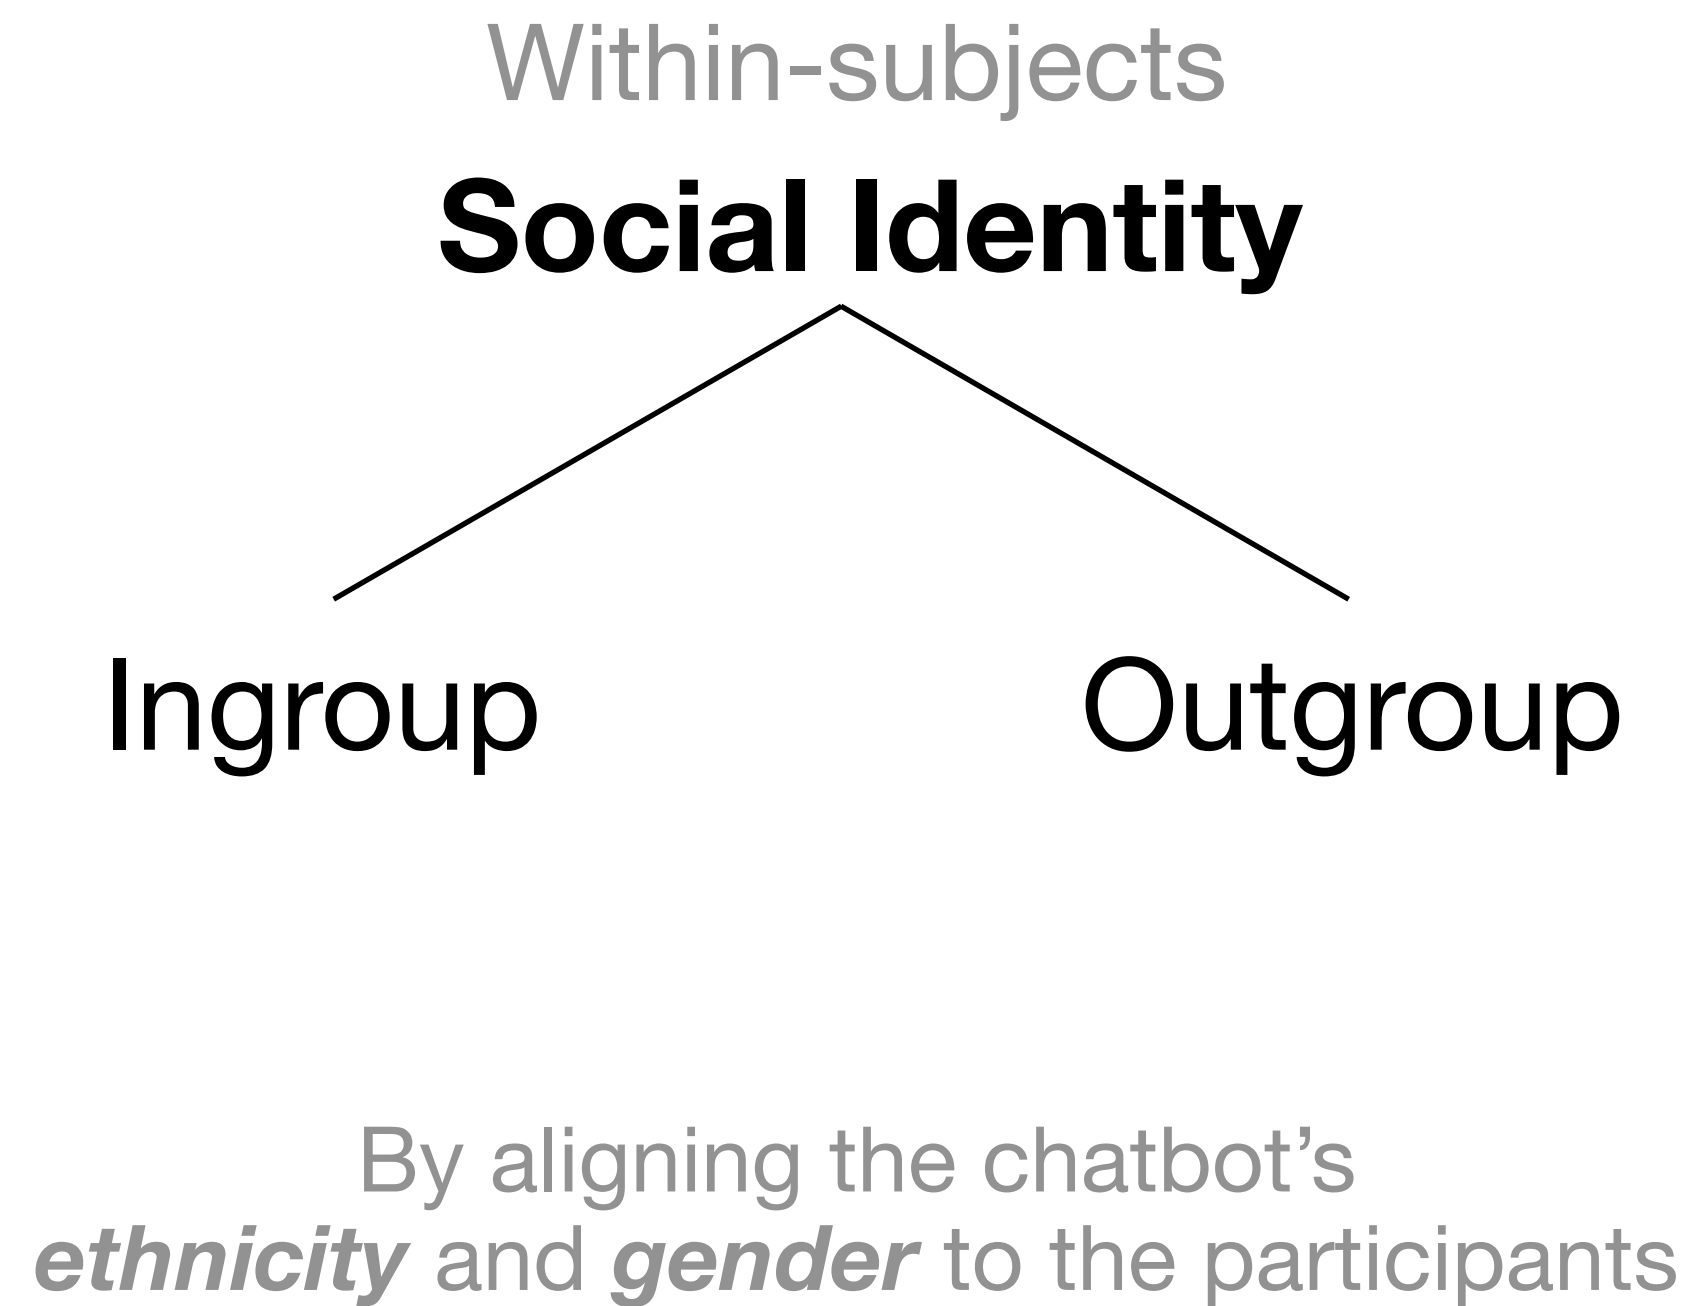 Within-subjects
Social Identity
Ingroup
Outgroup
By aligning the chatbot’s
ethnicity and gender to the participants